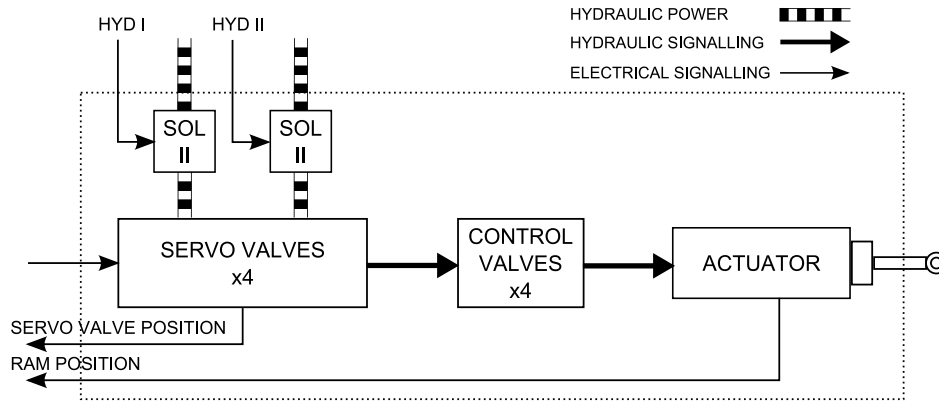 HYD I
HYD II
HYDRAULIC POWER
HYDRAULIC SIGNALLING
ELECTRICAL SIGNALLING
SOL
II
SOL
II
SERVO VALVES
x4
CONTROL
VALVES
x4
ACTUATOR
SERVO VALVE POSITION
RAM POSITION